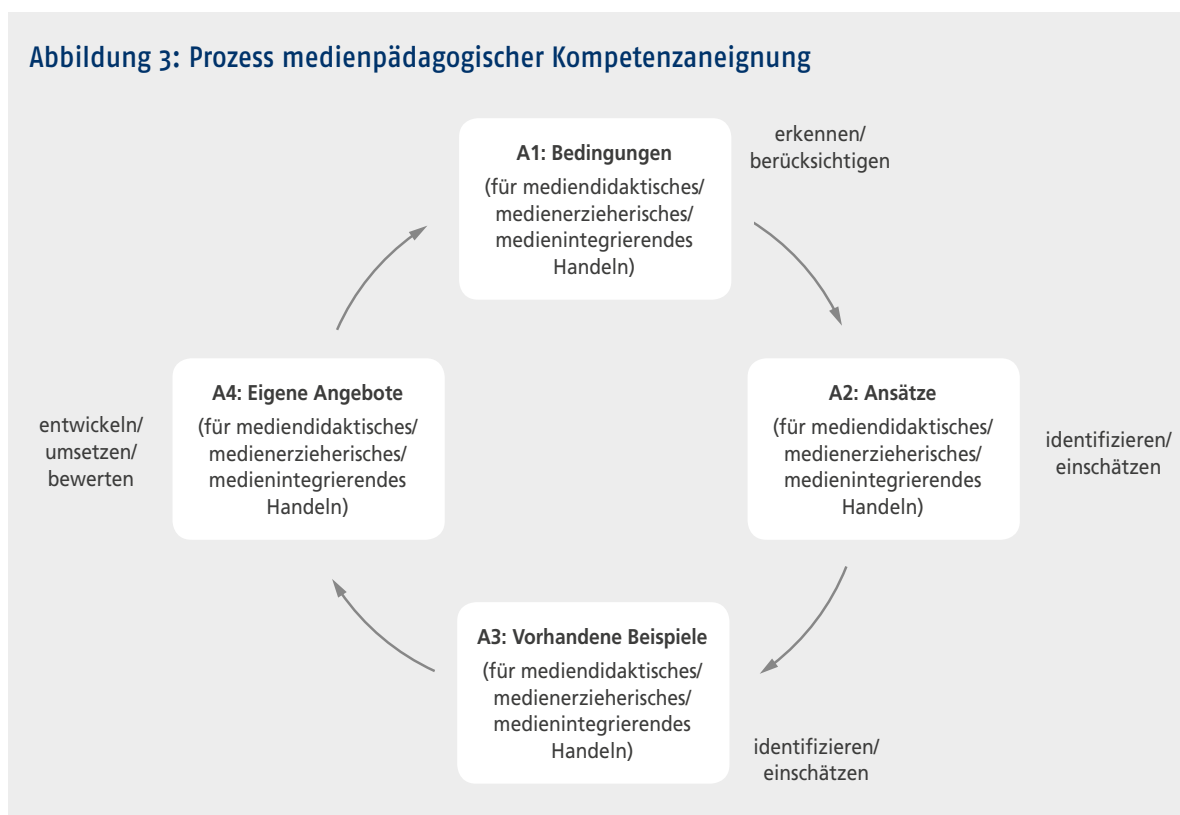 Abbildung 3: Prozess medienpädagogischer Kompetenzaneignung
A1: Bedingungen
(für mediendidaktisches/
medienerzieherisches/
medienintegrierendes
Handeln)
erkennen/
berücksichtigen
A2: Ansätze
(für mediendidaktisches/
medienerzieherisches/
medienintegrierendes
Handeln)
identifizieren/
einschätzen
A3: Vorhandene Beispiele
(für mediendidaktisches/
medienerzieherisches/
medienintegrierendes
Handeln)
identifizieren/
einschätzen
A4: Eigene Angebote
(für mediendidaktisches/
medienerzieherisches/
medienintegrierendes
Handeln)
entwickeln/
umsetzen/
bewerten